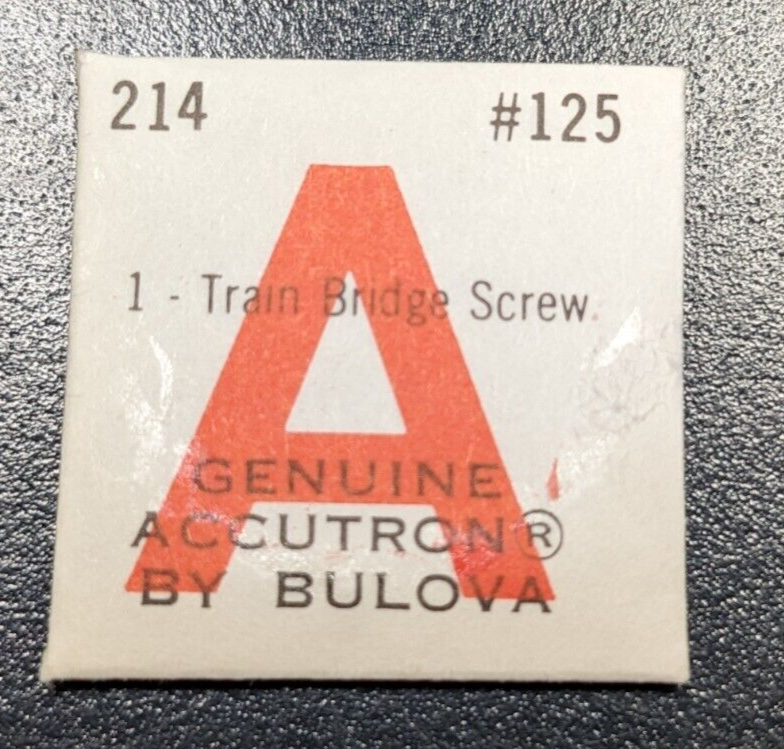 214 #125
1 - Train Bridge Screw
GENUINE
ACCUTRON®
BY BULOVA
A